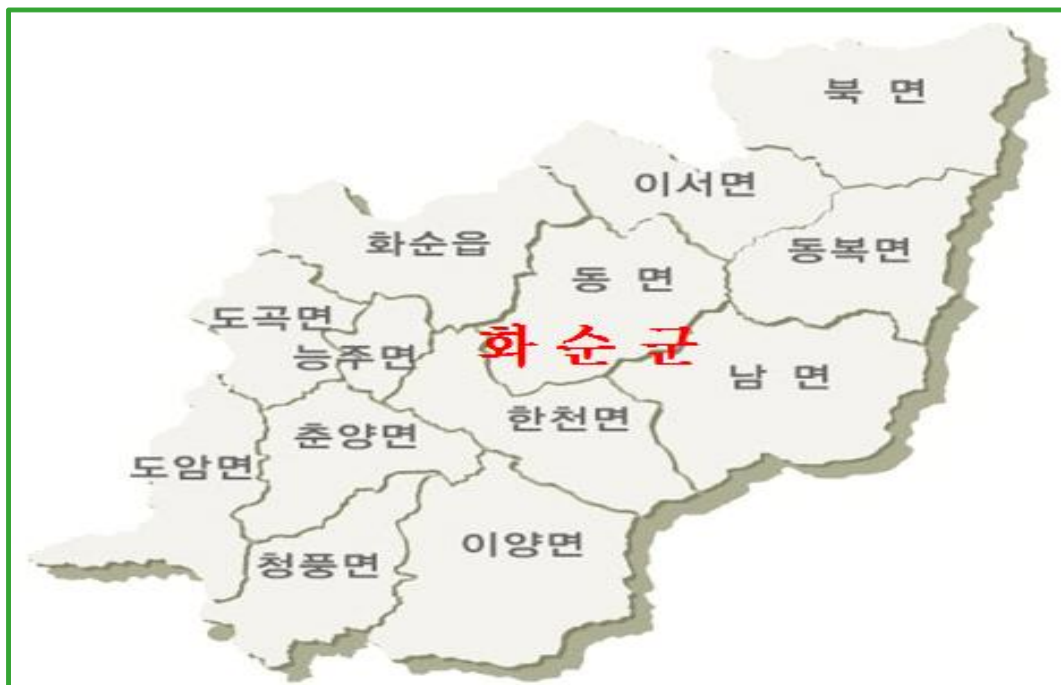 북 면
이서면
화순읍
동 면
동복면
도곡면
능주면
화 순 군
남 면
춘양면
한천면
도암면
청풍면
이양면